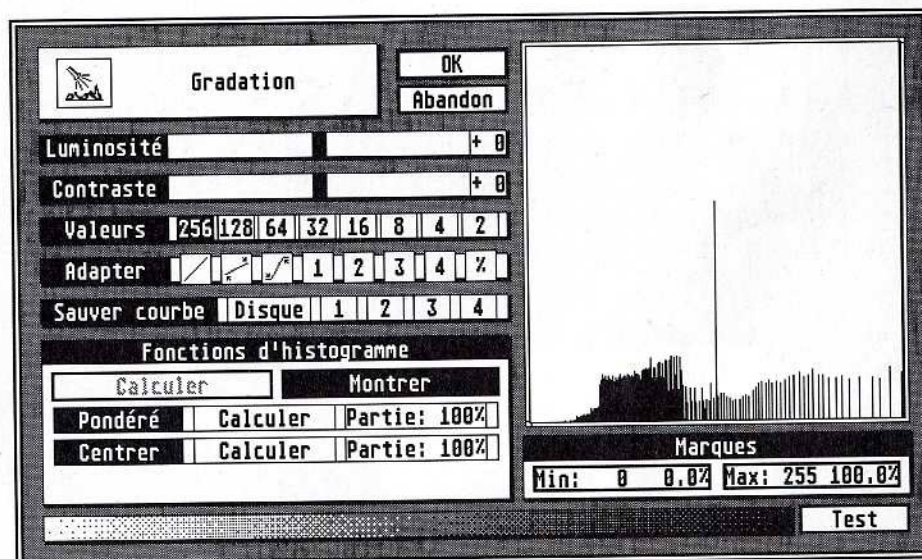 Gradation
OK
Abandon
Luminosité + 0
Contraste + 0
Valeurs 256 128 64 32 16 8 4 2
Adapter 1 2 3 4 %
Sauver courbe Disque 1 2 3 4
Fonctions d'histogramme
Calculer Montrer
Pondéré Calculer Partie: 100%
Centrer Calculer Partie: 100%
Marques
Min: 0 0.0% Max: 255 100.0%
Test